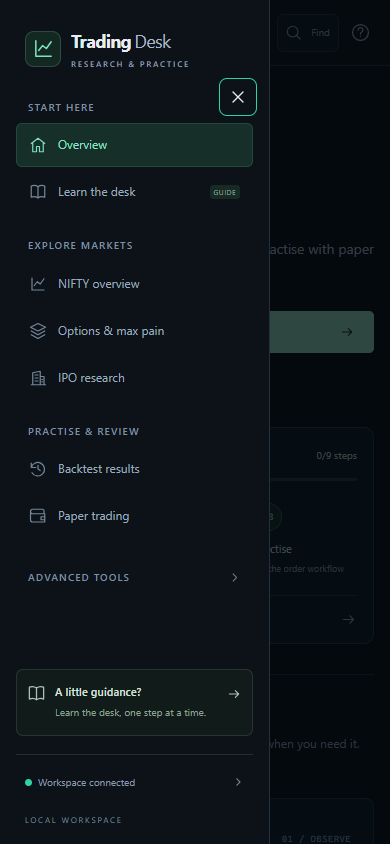 Trading Desk
RESEARCH & PRACTICE
Find
START HERE
Overview
Learn the desk
GUIDE
EXPLORE MARKETS
NIFTY overview
Options & max pain
IPO research
PRACTISE & REVIEW
Backtest results
Paper trading
ADVANCED TOOLS
A little guidance?
Learn the desk, one step at a time.
Workspace connected
LOCAL WORKSPACE
actise with paper
0/9 steps
ctise
the order workflow
when you need it.
01 / OBSERVE